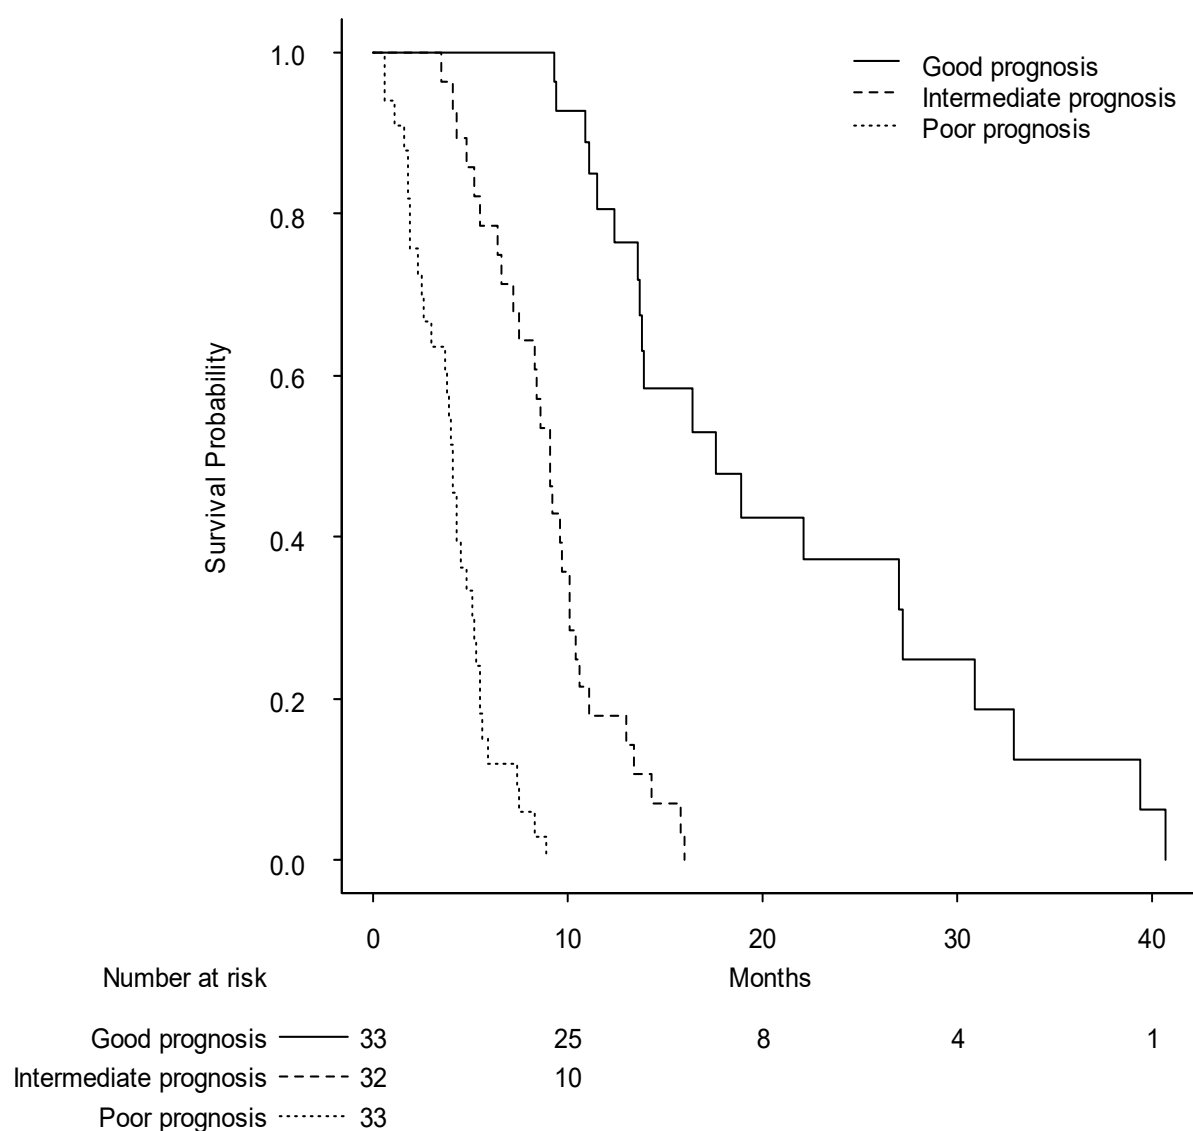 1.0
0.8
0.6
0.4
0.2
0.0
Survival Probability
Good prognosis
Intermediate prognosis
Poor prognosis
0 10 20 30 40
Months
Number at risk
Good prognosis 33 25 8 4 1
Intermediate prognosis 32 10
Poor prognosis 33